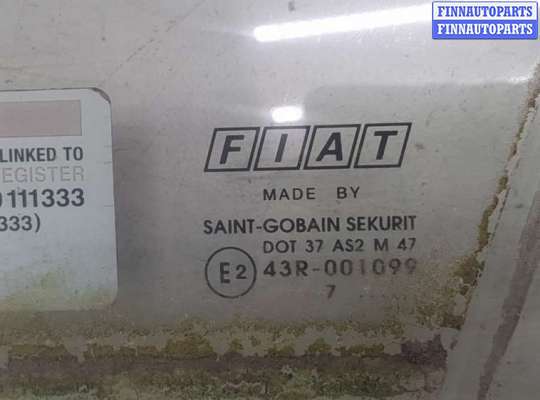 FINNAUTOPARTS
FINNAUTOPARTS
LINKED TO
EGISTER
111333
333)
FIAT
MADE BY
SAINT-GOBAIN SEKURIT
DOT 37 AS2 M 47
E2 43R-001099
7